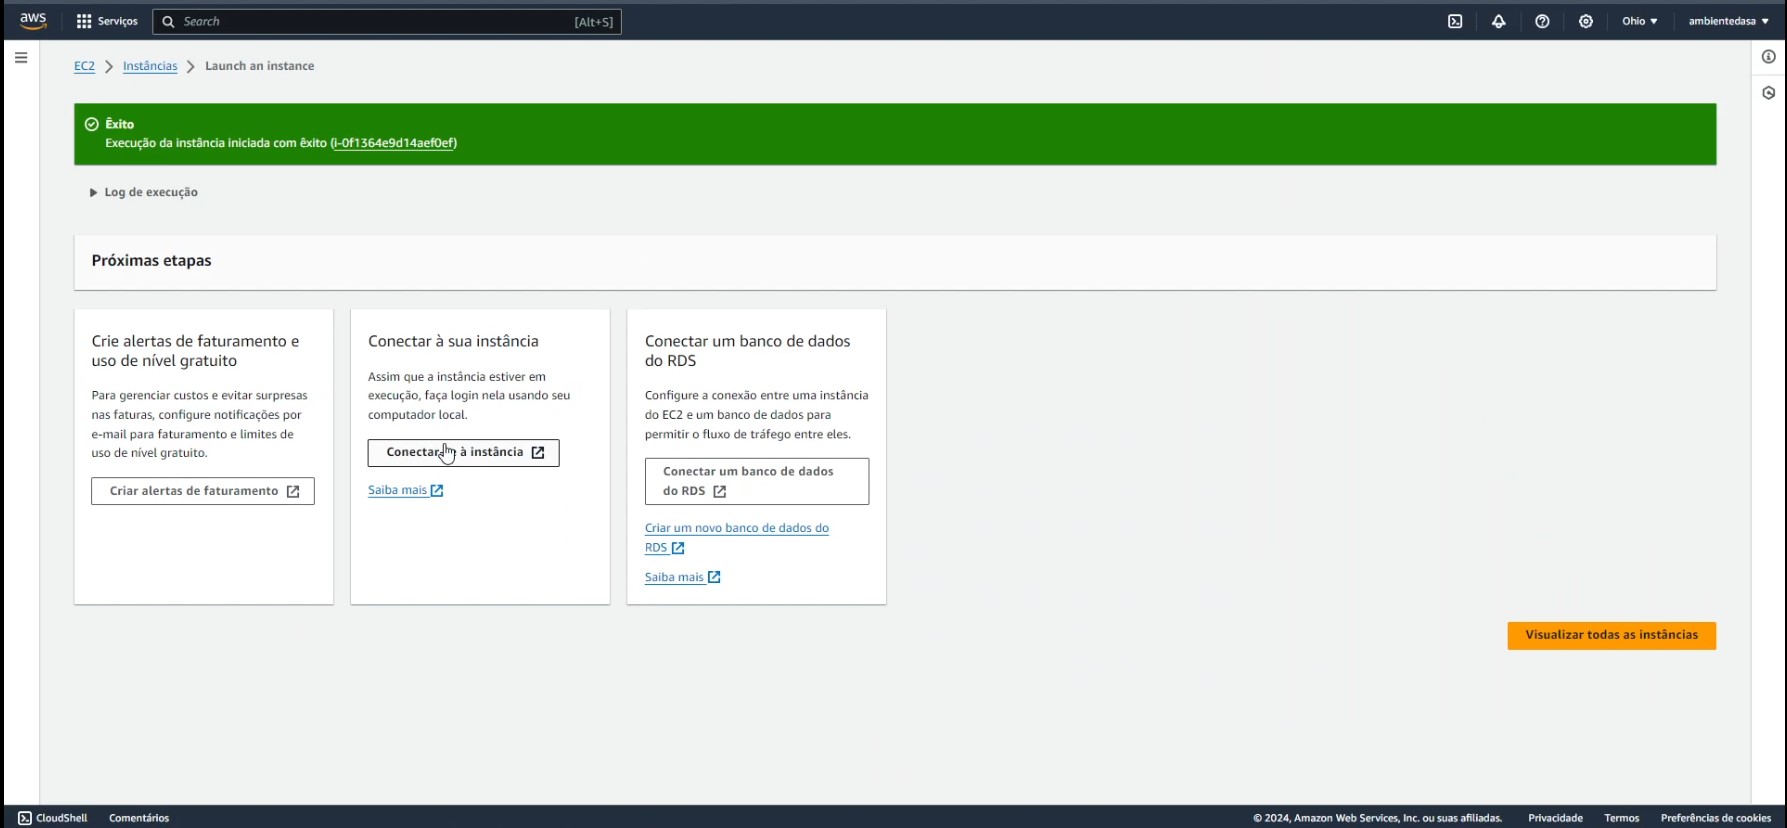 aws
Serviços
Search
[Alt+S]
Ohio
ambientedasa
EC2
Instâncias
Launch an instance
Êxito
Execução da instância iniciada com êxito (i-0f1364e9d14aef0ef)
Log de execução
Próximas etapas
Crie alertas de faturamento e
uso de nível gratuito
Para gerenciar custos e evitar surpresas
nas faturas, configure notificações por
e-mail para faturamento e limites de
uso de nível gratuito.
Criar alertas de faturamento
Conectar à sua instância
Assim que a instância estiver em
execução, faça login nela usando seu
computador local.
Conectar à instância
Saiba mais
Conectar um banco de dados
do RDS
Configure a conexão entre uma instância
do EC2 e um banco de dados para
permitir o fluxo de tráfego entre eles.
Conectar um banco de dados
do RDS
Criar um novo banco de dados do
RDS
Saiba mais
Visualizar todas as instâncias
CloudShell
Comentários
© 2024, Amazon Web Services, Inc. ou suas afiliadas.
Privacidade
Termos
Preferências de cookies